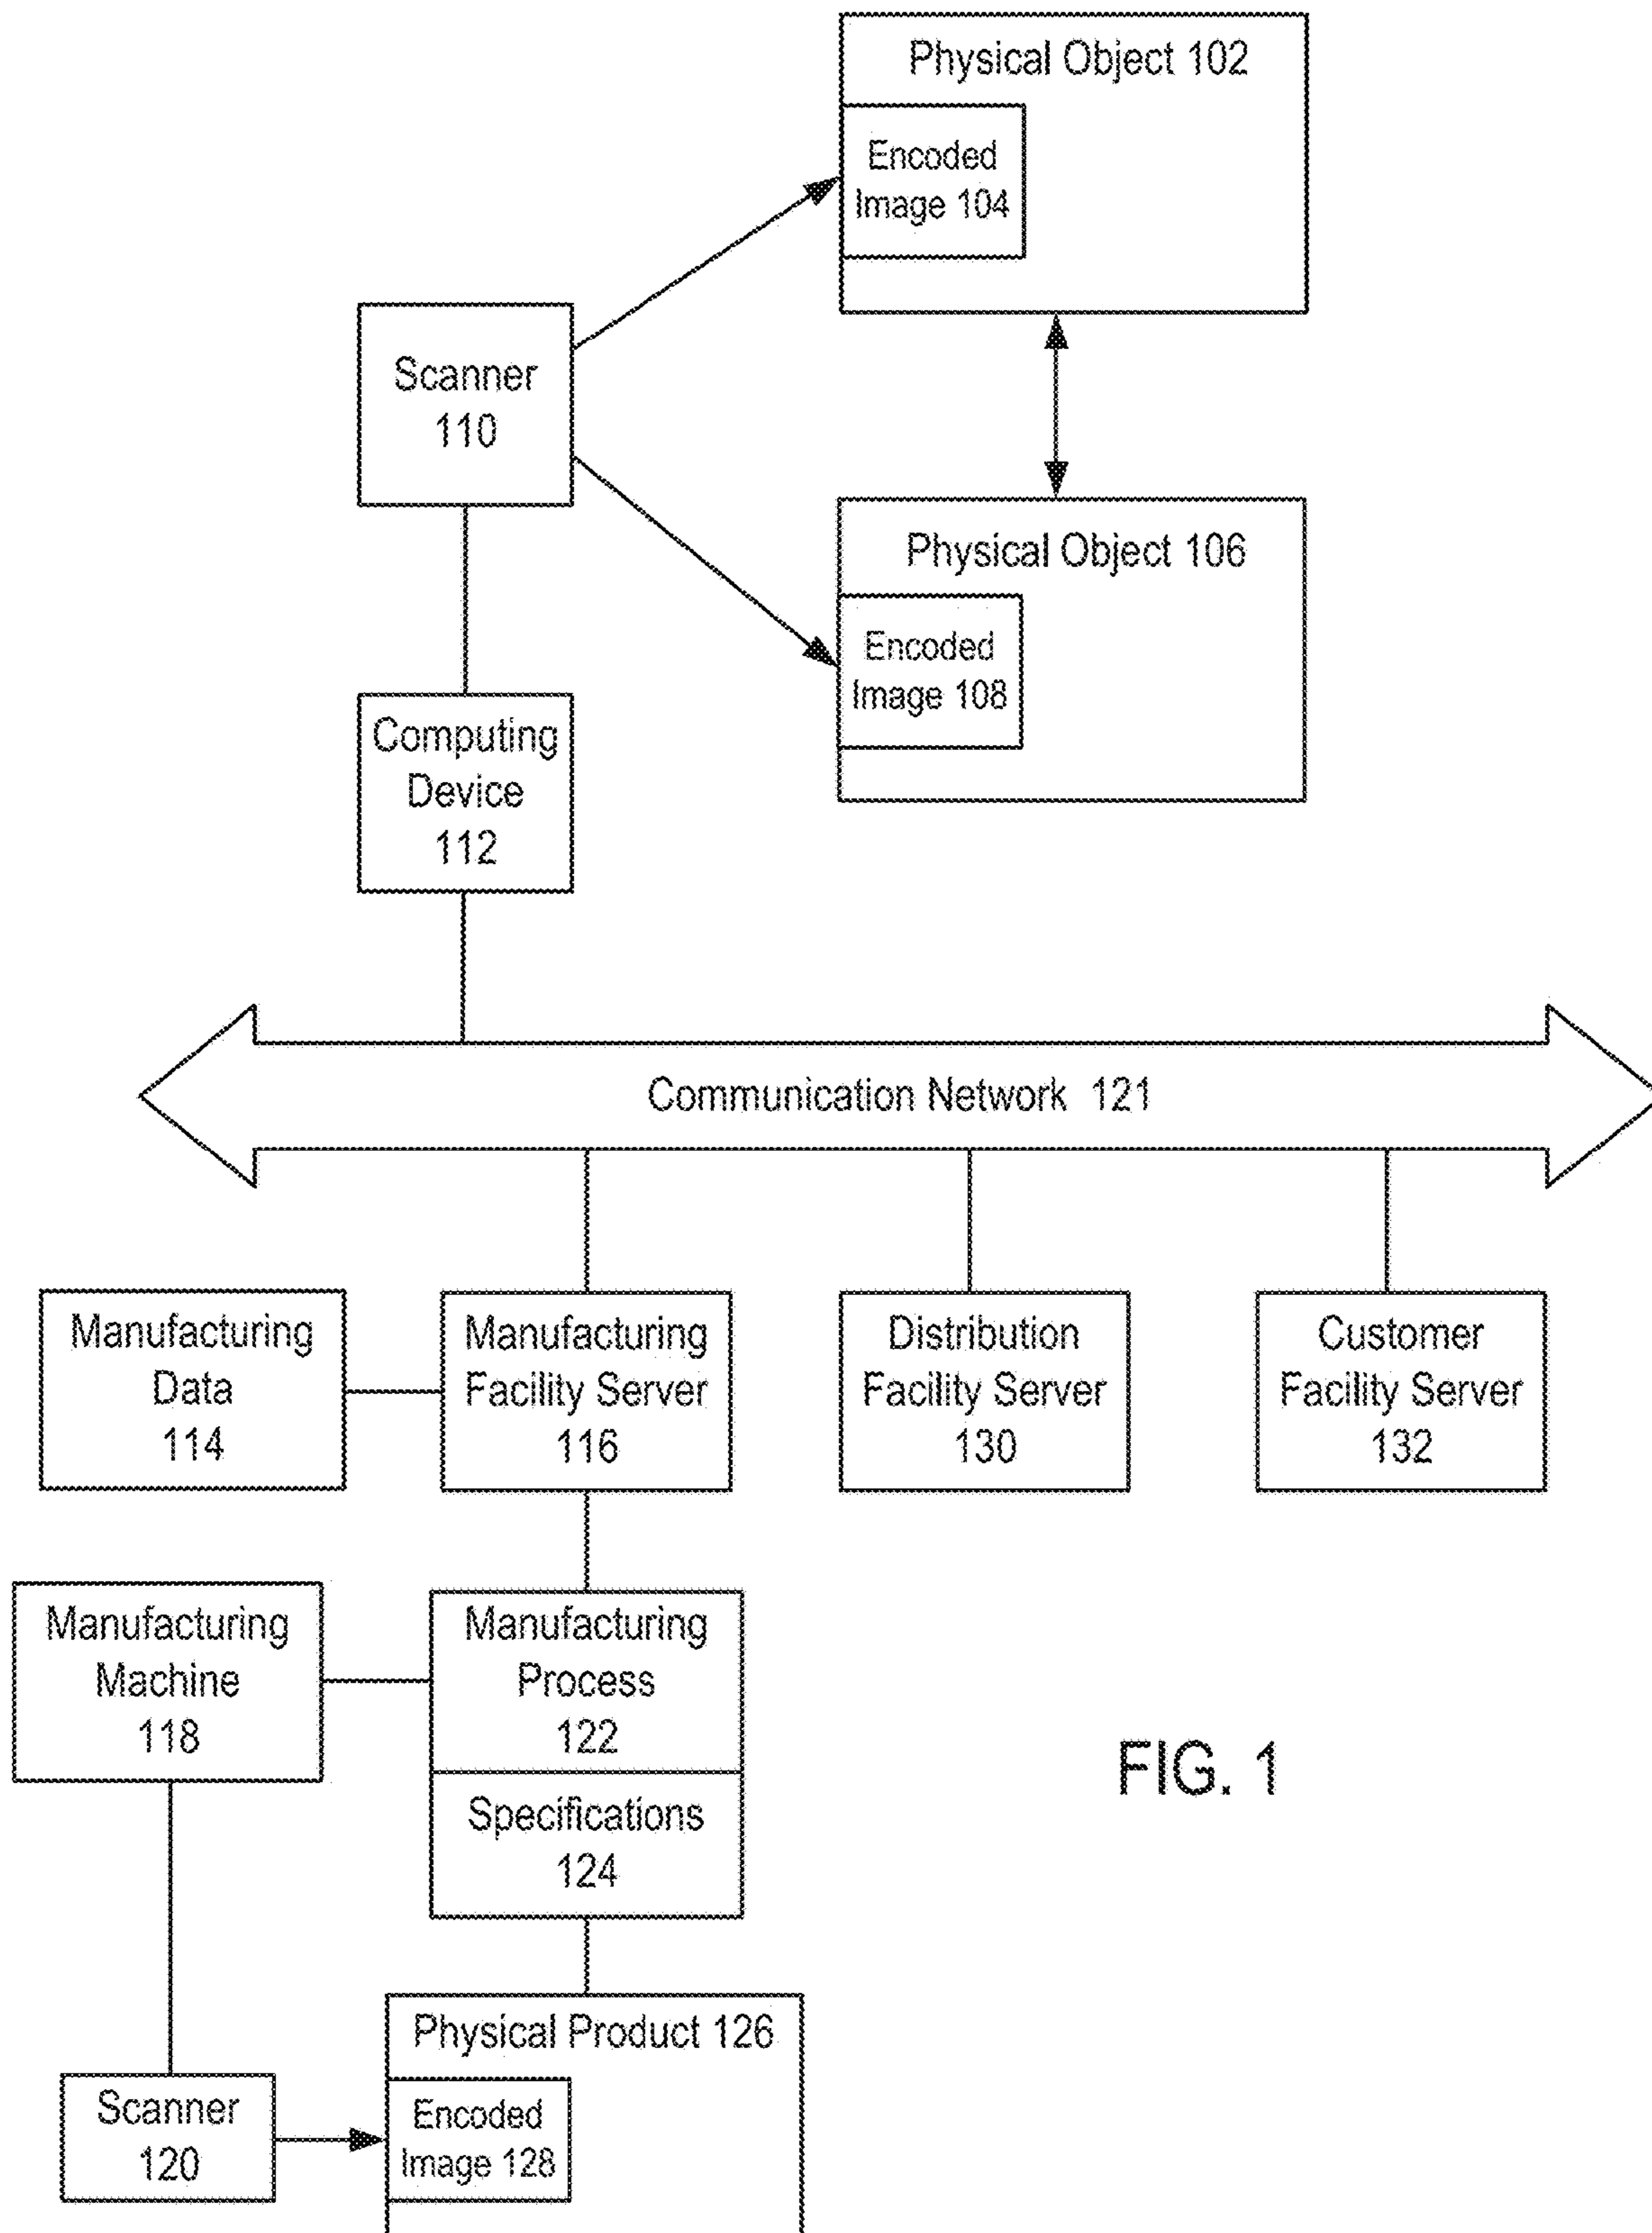 Physical Object 102
Encoded
Image 104
Scanner
110
Physical Object 106
Encoded
Image 108
Computing
Device
112
Communication Network 121
Manufacturing
Data
114
Manufacturing
Facility Server
116
Distribution
Facility Server
130
Customer
Facility Server
132
Manufacturing
Machine
118
Manufacturing
Process
122
Specifications
124
FIG. 1
Physical Product 126
Scanner
120
Encoded
Image 128